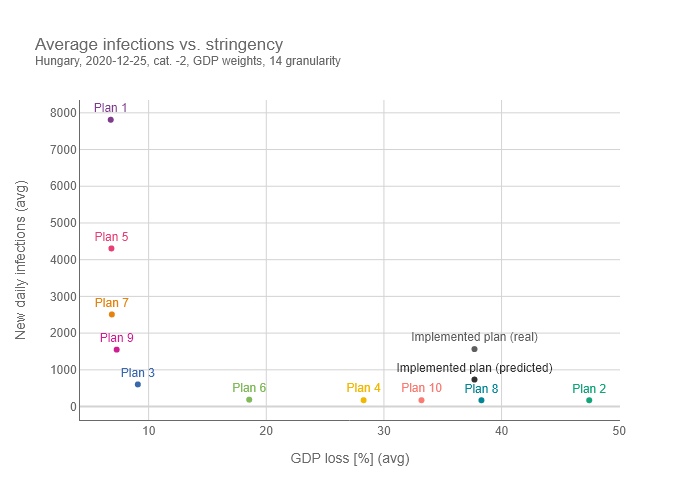 Average infections vs. stringency
Hungary, 2020-12-25, cat. -2, GDP weights, 14 granularity
New daily infections (avg)
8000
7000
6000
5000
4000
3000
2000
1000
0
Plan 1
Plan 5
Plan 7
Plan 9
Implemented plan (real)
Plan 3
Implemented plan (predicted)
Plan 6
Plan 4
Plan 10
Plan 8
Plan 2
10
20
30
40
50
GDP loss [%] (avg)